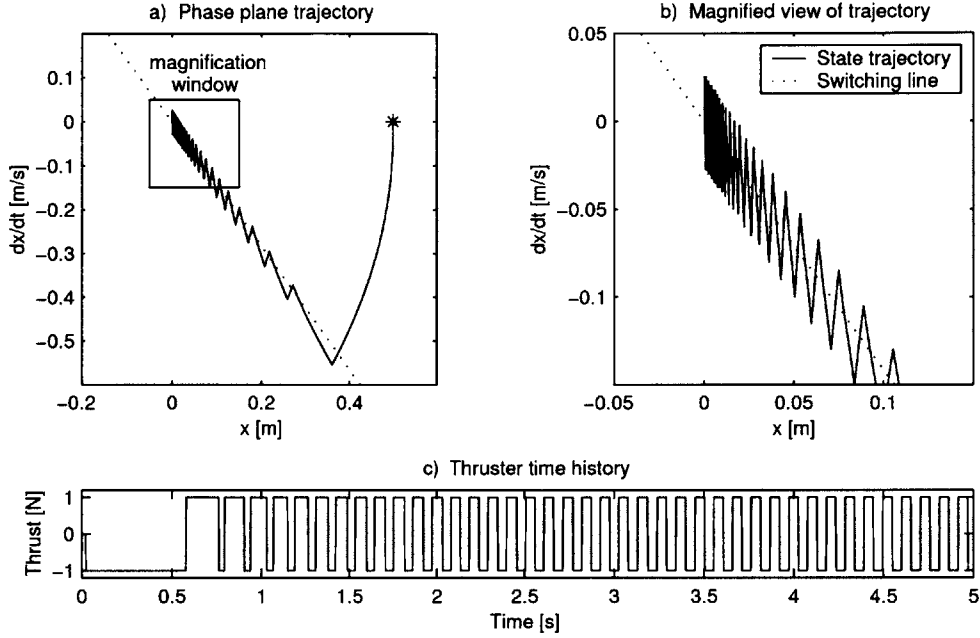 a) Phase plane trajectory
0.1
0
−0.1
−0.2
−0.3
−0.4
−0.5
dx/dt [m/s]
magnification
window
−0.2
0
0.2
0.4
x [m]
b) Magnified view of trajectory
0.05
0
−0.05
−0.1
dx/dt [m/s]
State trajectory
Switching line
−0.05
0
0.05
0.1
x [m]
c) Thruster time history
Thrust [N]
1
0
−1
0
0.5
1
1.5
2
2.5
3
3.5
4
4.5
5
Time [s]